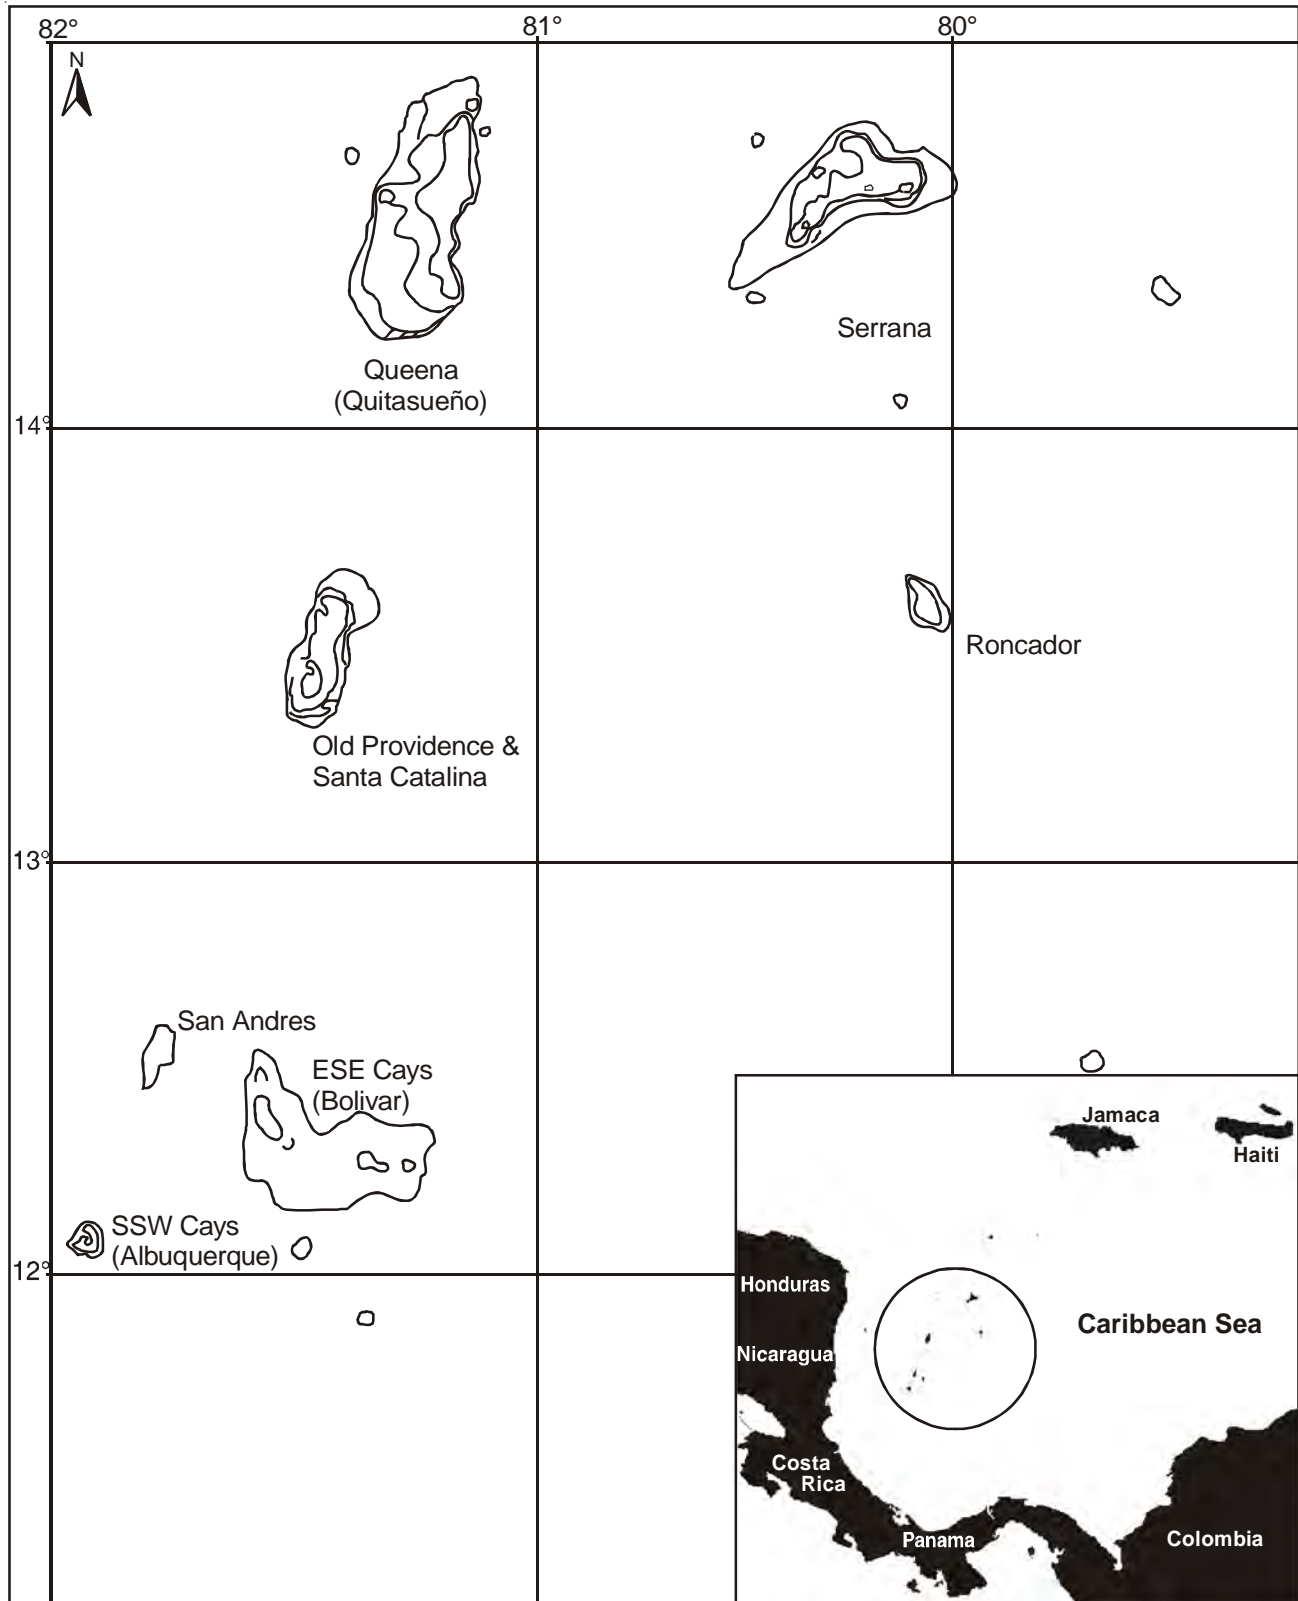 82°
81°
80°
N
Queena
(Quitasueño)
Serrana
14°
Roncador
Old Providence &
Santa Catalina
13°
San Andres
ESE Cays
(Bolivar)
SSW Cays
(Albuquerque)
12°
Jamaca
Haiti
Honduras
Caribbean Sea
Nicaragua
Costa
Rica
Panama
Colombia